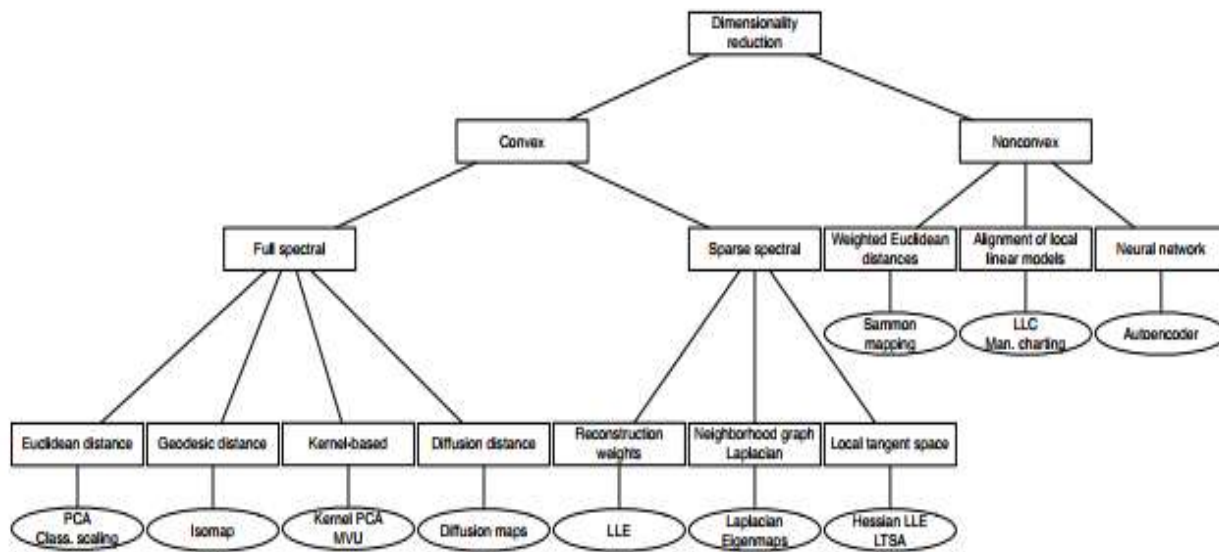 Dimensionality
reduction
Convex
Nonconvex
Full spectral
Sparse spectral
Weighted Euclidean
distances
Alignment of local
linear models
Neural network
Sammon
mapping
LLC
Man. charting
Autoencoder
Euclidean distance
Geodesic distance
Kernel-based
Diffusion distance
Reconstruction
weights
Neighborhood graph
Laplacian
Local tangent space
PCA
Class. scaling
Isomap
Kernel PCA
MVU
Diffusion maps
LLE
Laplacian
Eigenmaps
Hessian LLE
LTSA